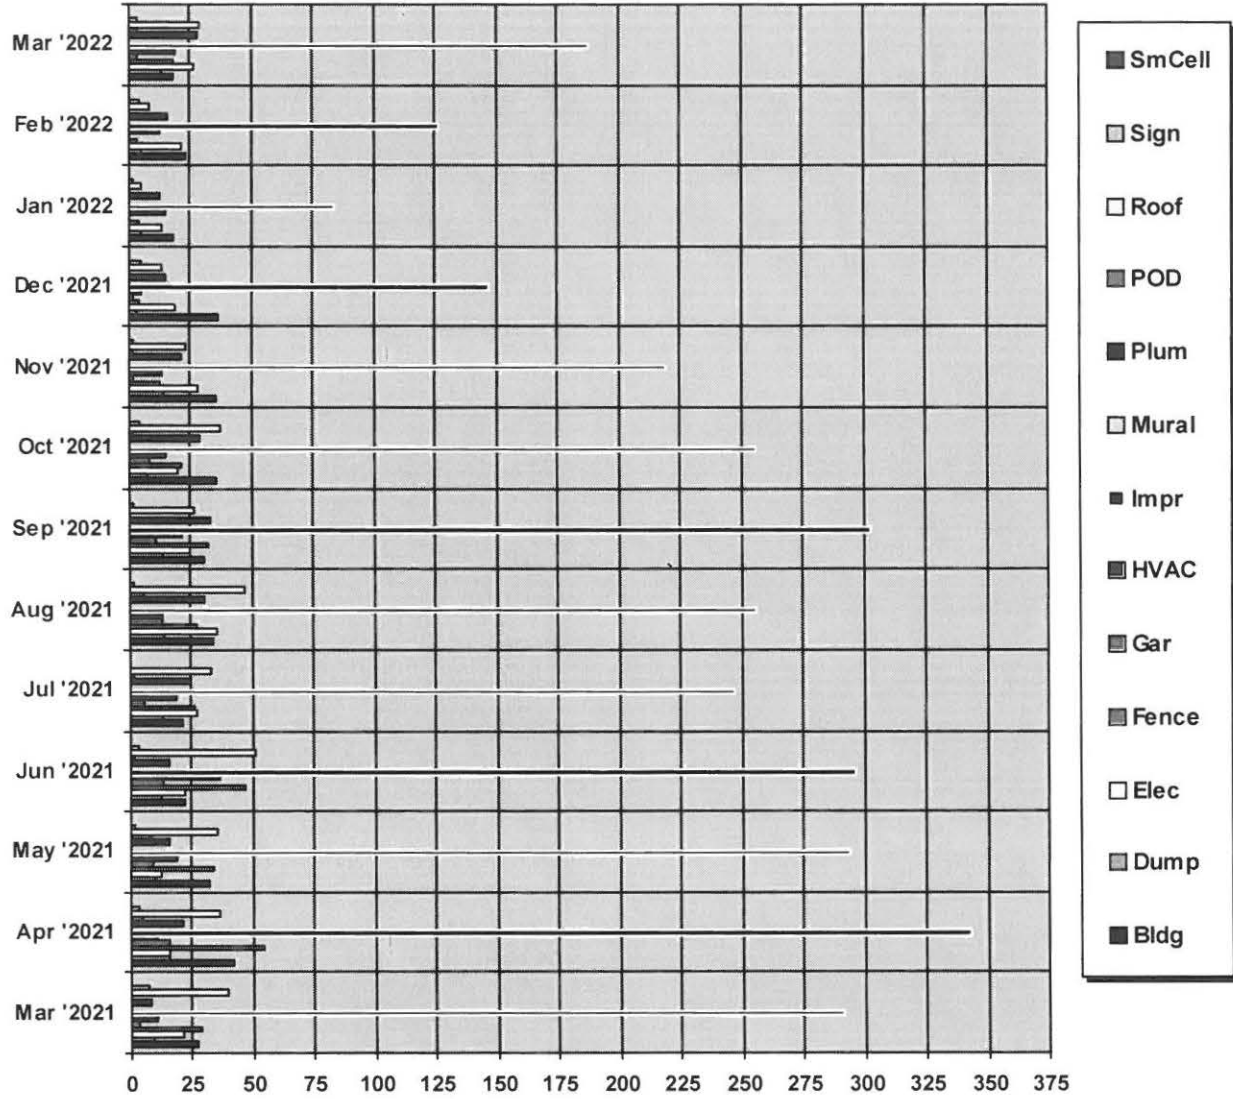 Mar '2022
Feb '2022
Jan '2022
Dec '2021
Nov '2021
Oct '2021
Sep '2021
Aug '2021
Jul '2021
Jun '2021
May '2021
Apr '2021
Mar '2021
0 25 50 75 100 125 150 175 200 225 250 275 300 325 350 375
SmCell
Sign
Roof
POD
Plum
Mural
Impr
HVAC
Gar
Fence
Elec
Dump
Bldg